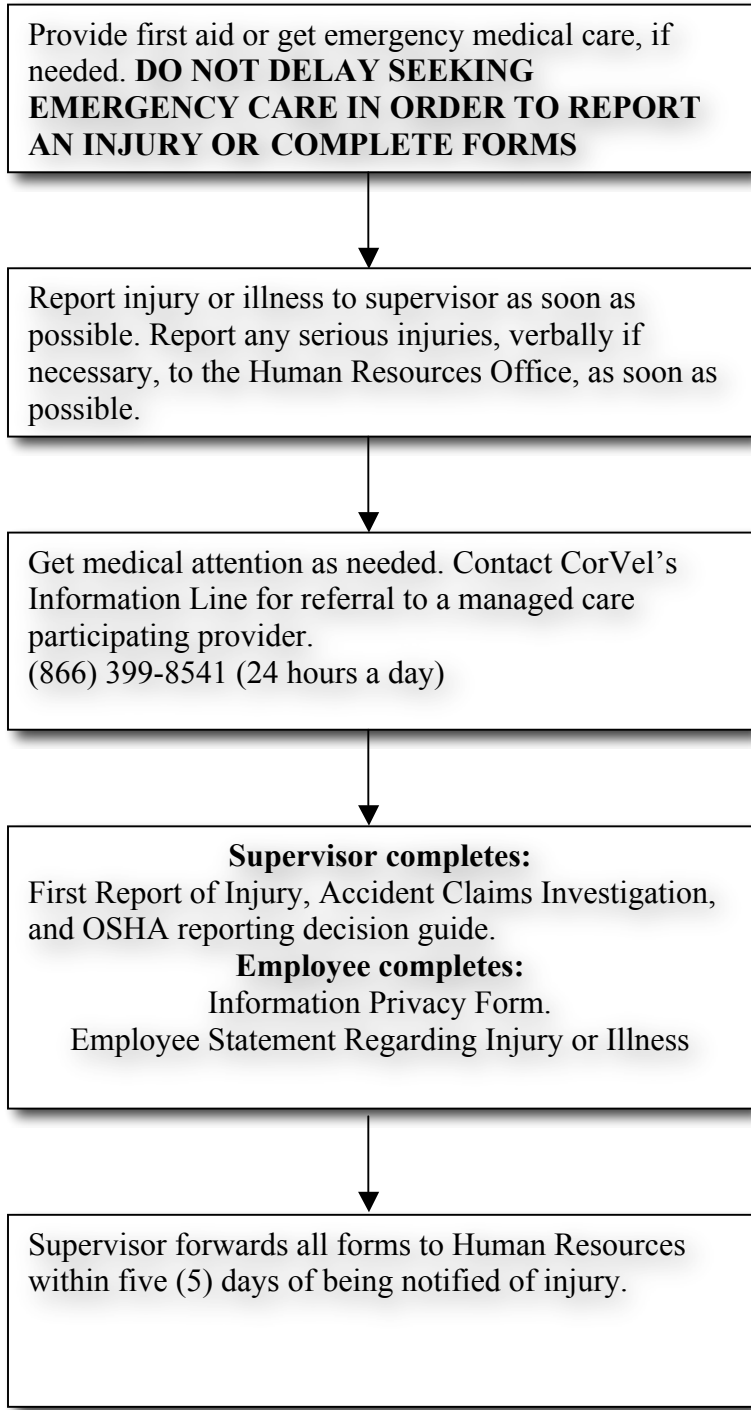 Provide first aid or get emergency medical care, if
needed. DO NOT DELAY SEEKING
EMERGENCY CARE IN ORDER TO REPORT
AN INJURY OR COMPLETE FORMS
Report injury or illness to supervisor as soon as
possible. Report any serious injuries, verbally if
necessary, to the Human Resources Office, as soon as
possible.
Get medical attention as needed. Contact CorVel’s
Information Line for referral to a managed care
participating provider.
(866) 399-8541 (24 hours a day)
Supervisor completes:
First Report of Injury, Accident Claims Investigation,
and OSHA reporting decision guide.
Employee completes:
Information Privacy Form.
Employee Statement Regarding Injury or Illness
Supervisor forwards all forms to Human Resources
within five (5) days of being notified of injury.